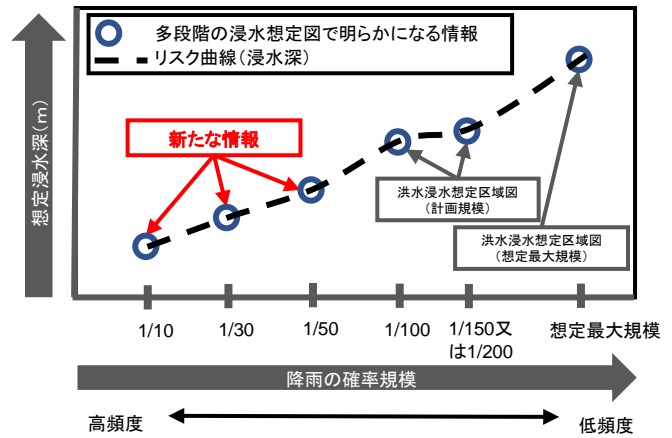 多段階の浸水想定図で明らかになる情報
リスク曲線（浸水深）
想定浸水深（m）
新たな情報
洪水浸水想定区域図
（計画規模）
洪水浸水想定区域図
（想定最大規模）
1/10
1/30
1/50
1/100
1/150又
は1/200
想定最大規模
降雨の確率規模
高頻度
低頻度